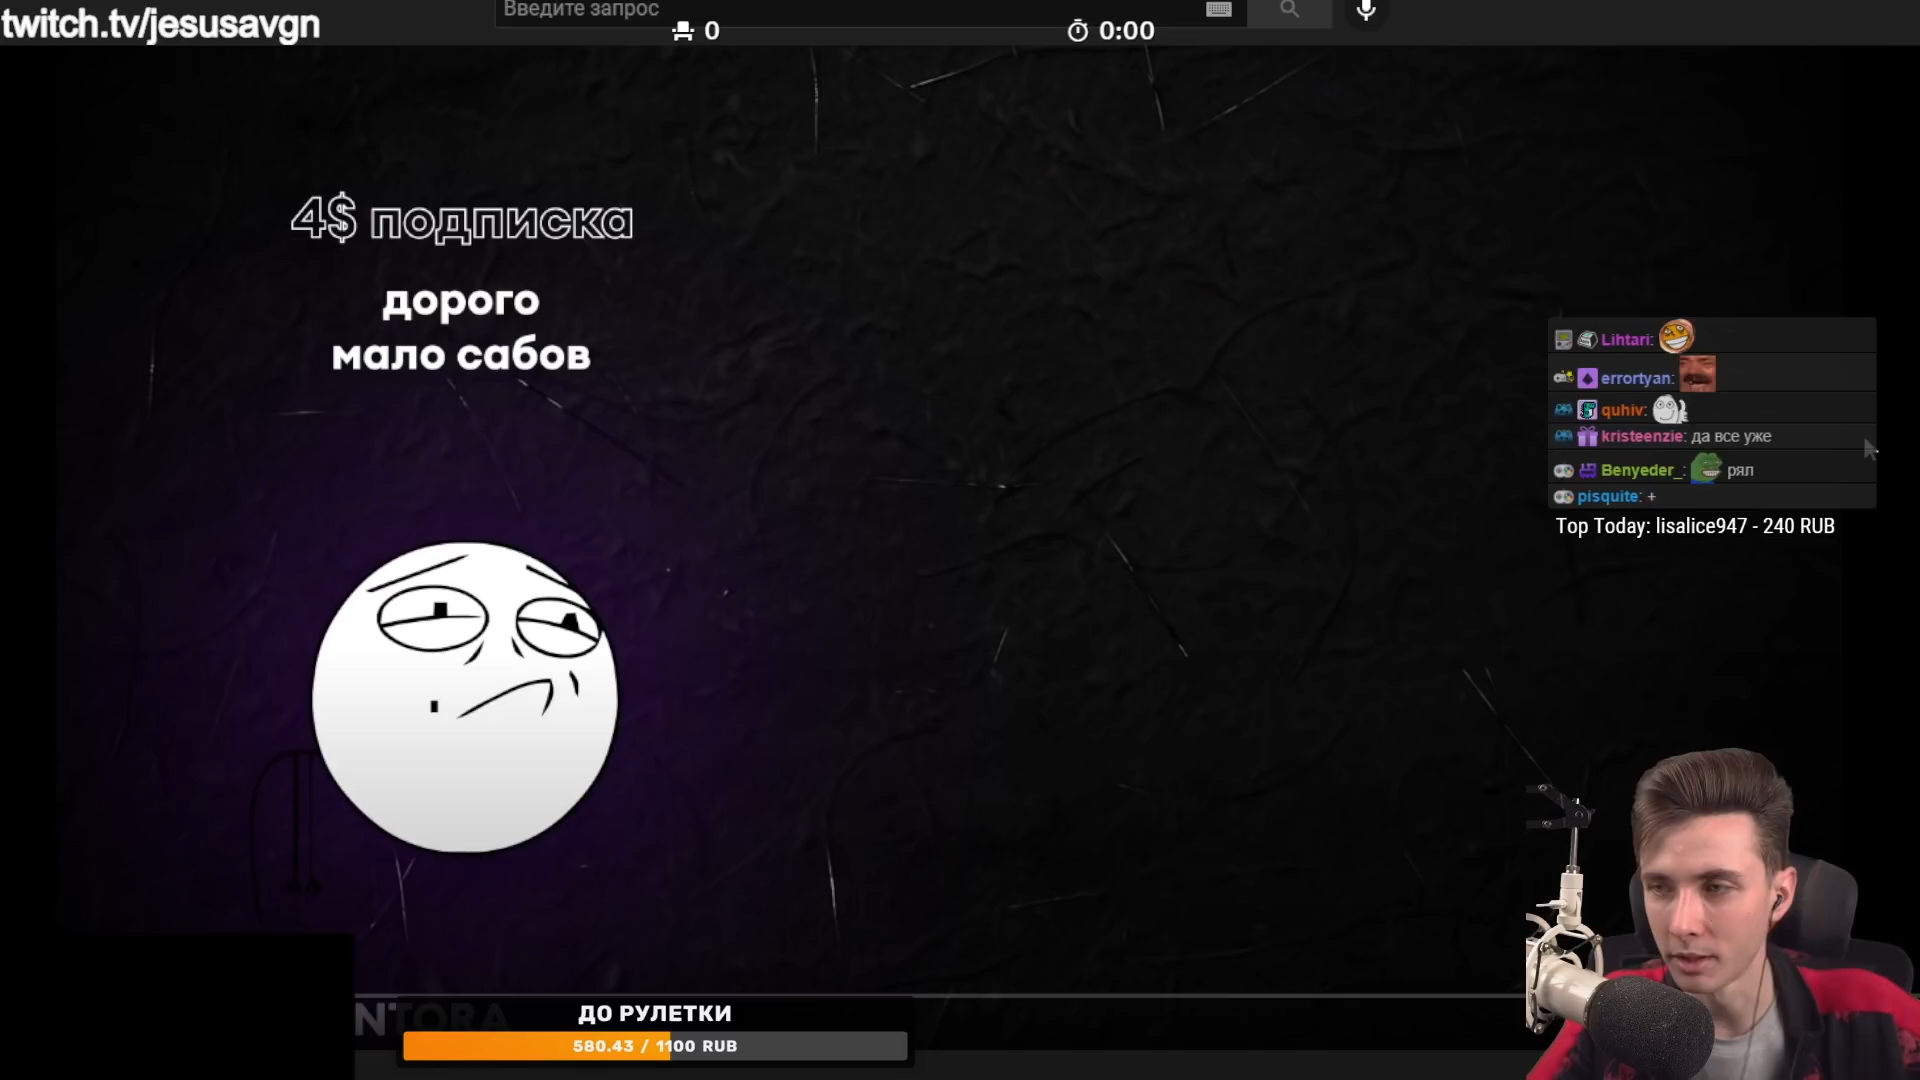 twitch.tv/jesusavgn
Введите запрос
0
0:00
4$ подписка
дорого
мало сабов
Lihtari:
errortyan:
quhiv:
kristeenzie: да все уже
Benyeder_: рял
pisquite: +
Top Today: lisalice947 - 240 RUB
NTORA
ДО РУЛЕТКИ
580.43 / 1100 RUB